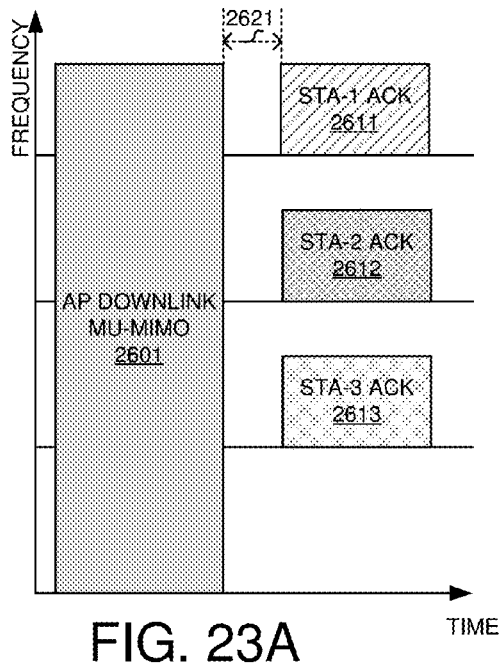 2621
FREQUENCY
STA-1 ACK
2611
STA-2 ACK
2612
AP DOWNLINK
MU-MIMO
2601
STA-3 ACK
2613
TIME
FIG. 23A